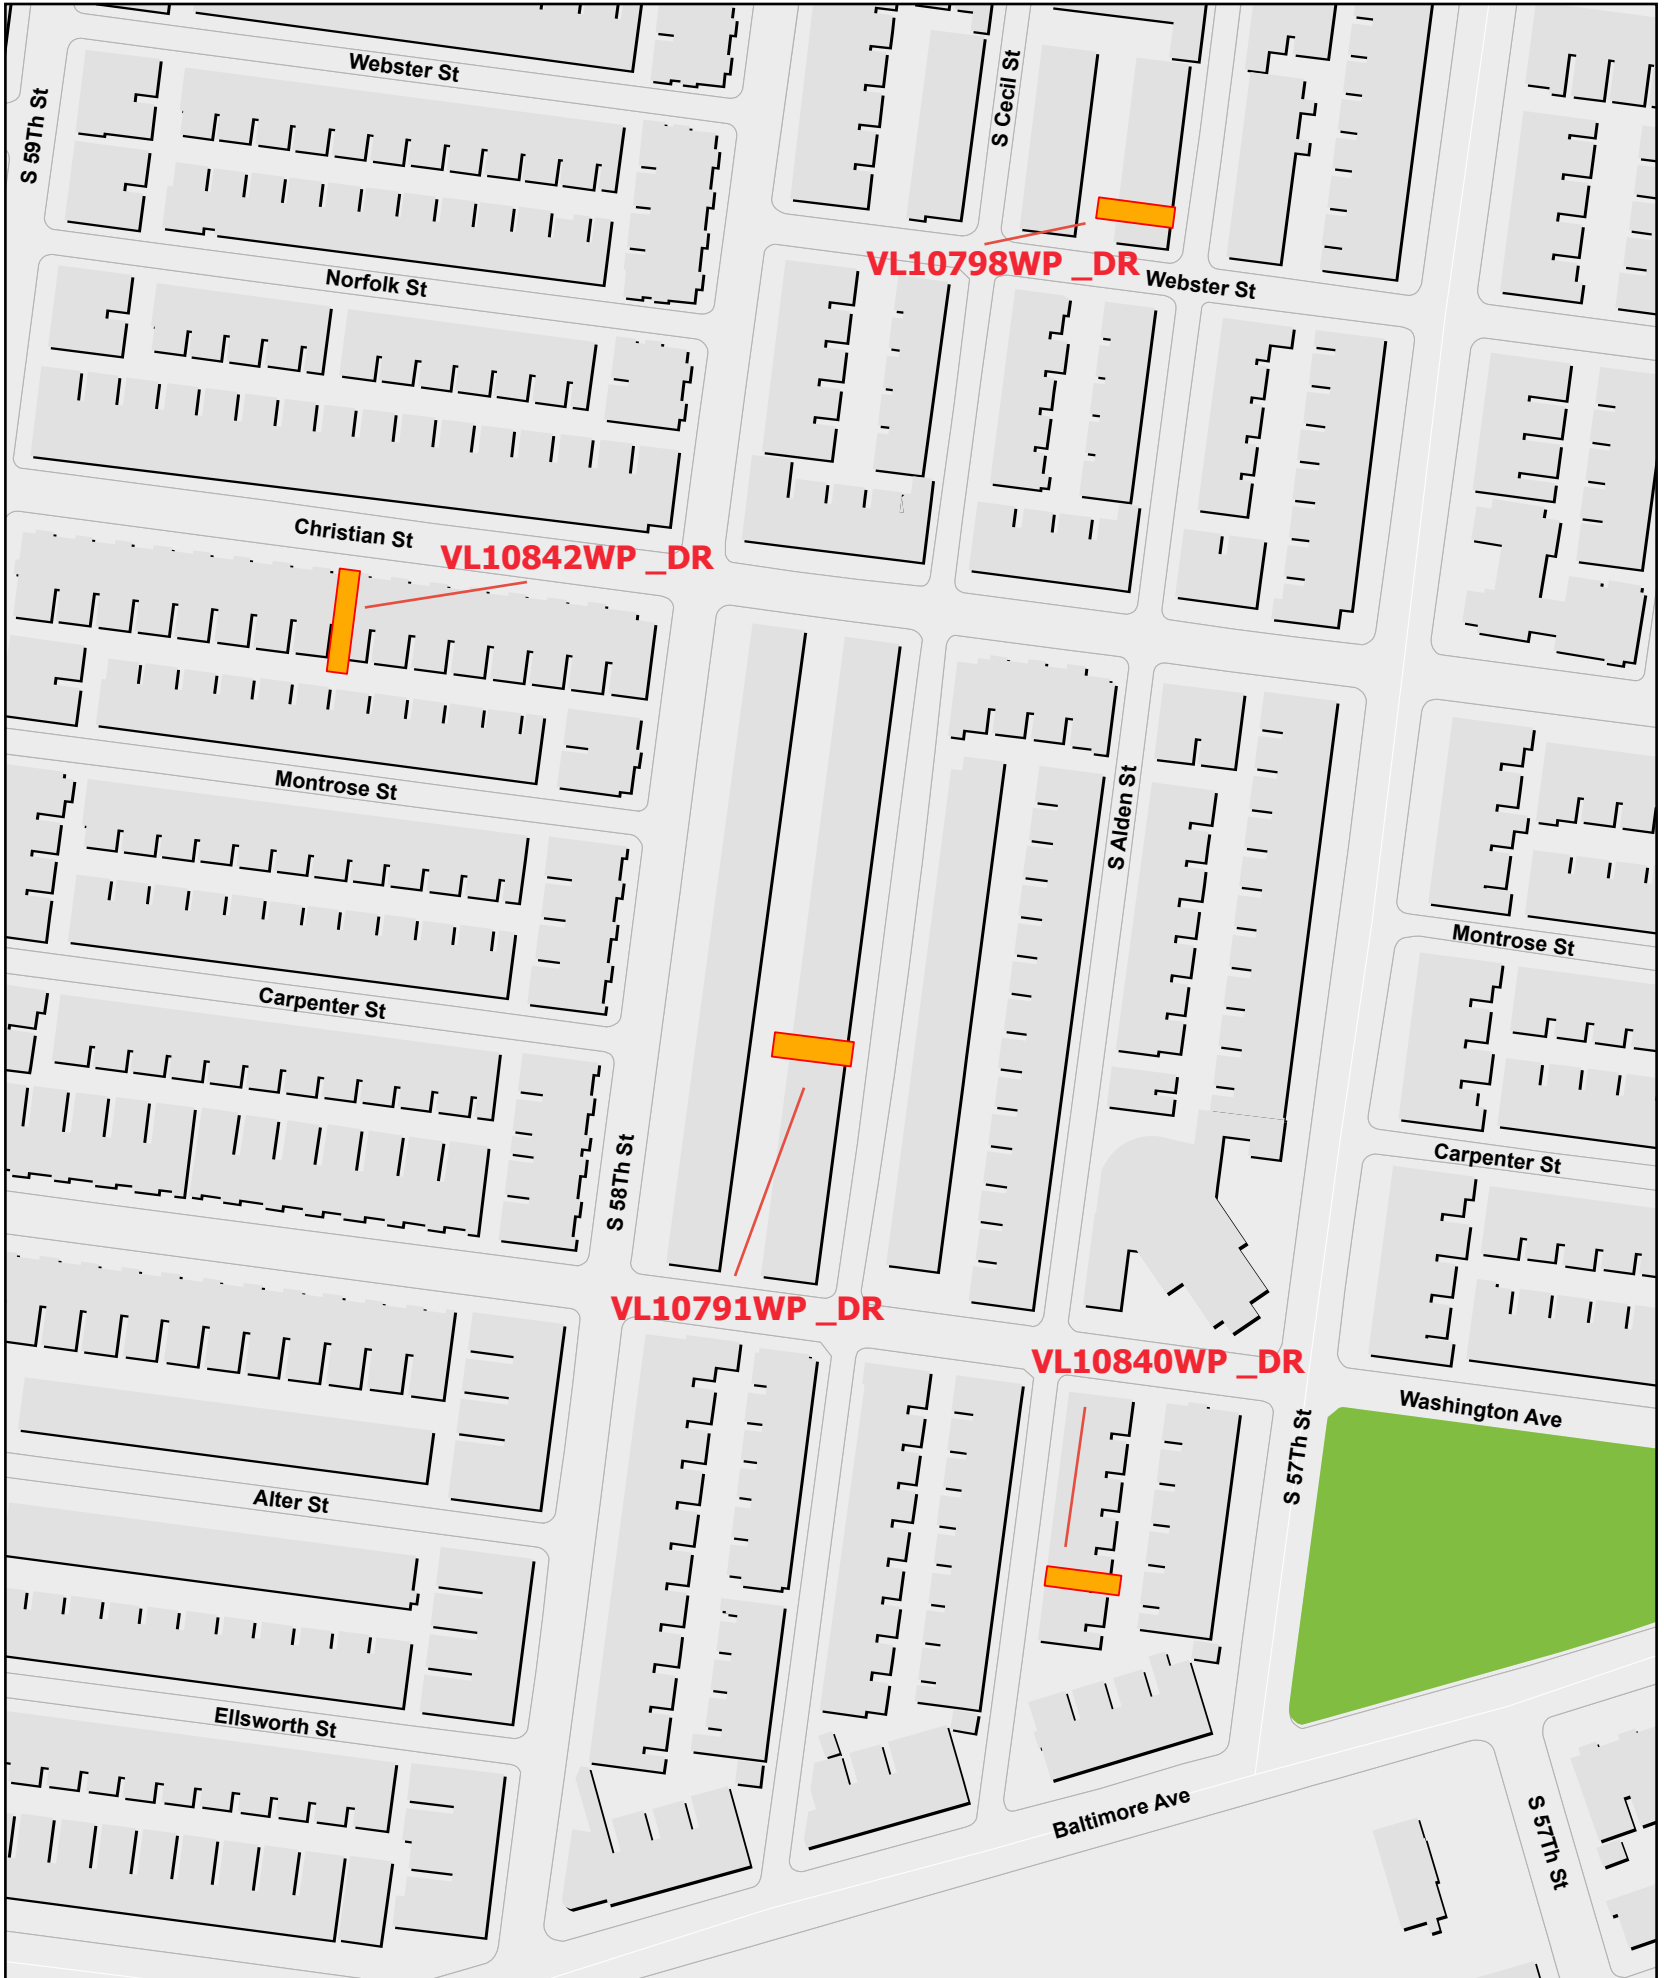 Webster St
S Cecil St
S 59Th St
VL10798WP _DR
Webster St
Norfolk St
Christian St
VL10842WP _DR
Montrose St
S Alden St
Montrose St
Carpenter St
Carpenter St
S 58Th St
VL10791WP _DR
VL10840WP _DR
Washington Ave
S 57Th St
Alter St
Ellsworth St
Baltimore Ave
S 57Th St